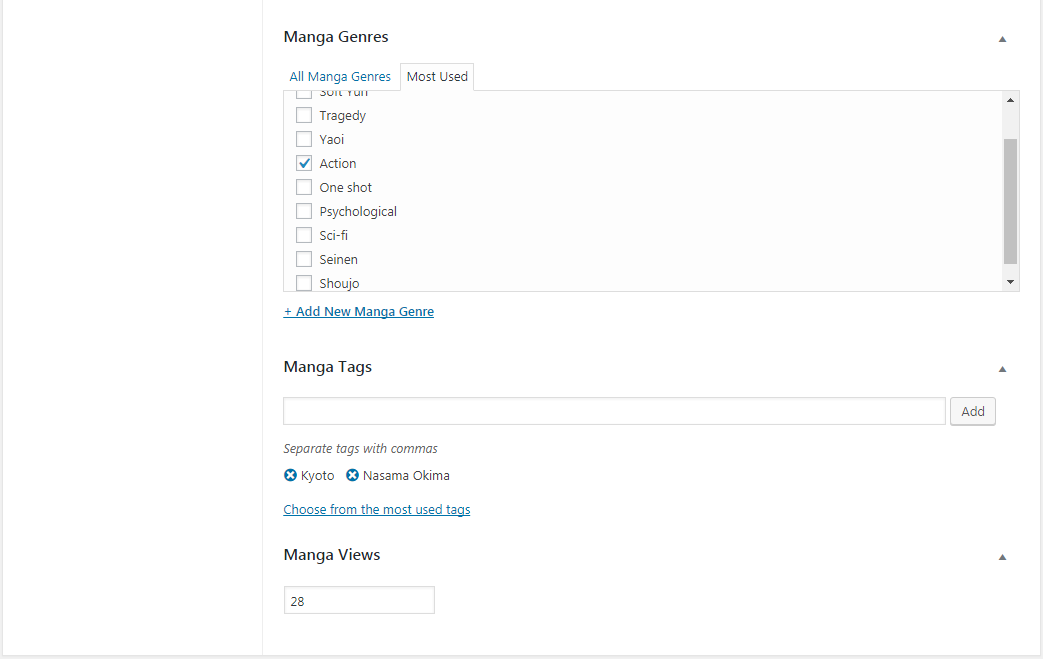 Manga Genres
All Manga Genres Most Used
Soft Yuri
Tragedy
Yaoi
Action
One shot
Psychological
Sci-fi
Seinen
Shoujo
+ Add New Manga Genre
Manga Tags
Add
Separate tags with commas
Kyoto Nasama Okima
Choose from the most used tags
Manga Views
28